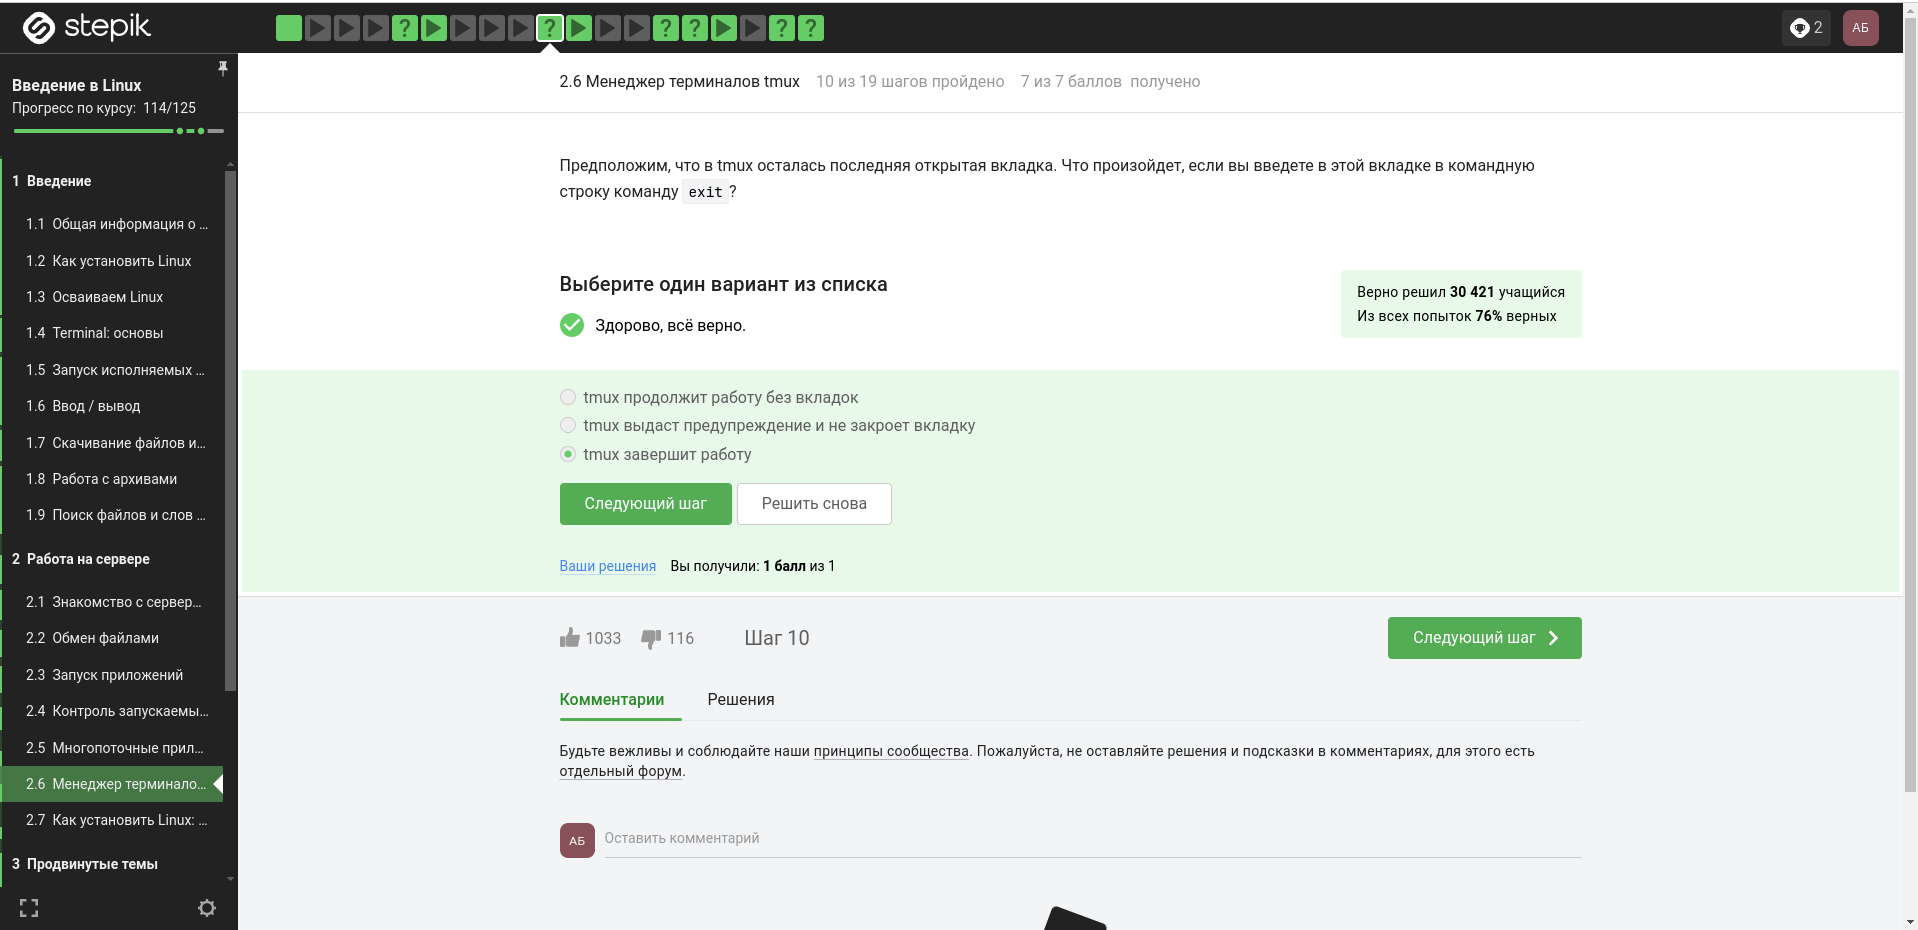 stepik
? ? ? ? ? ? ?
2
АБ
Введение в Linux
Прогресс по курсу: 114/125
2.6 Менеджер терминалов tmux 10 из 19 шагов пройдено 7 из 7 баллов получено
1 Введение
1.1 Общая информация о ...
1.2 Как установить Linux
1.3 Осваиваем Linux
1.4 Terminal: основы
1.5 Запуск исполняемых ...
1.6 Ввод / вывод
1.7 Скачивание файлов и...
1.8 Работа с архивами
1.9 Поиск файлов и слов ...
2 Работа на сервере
2.1 Знакомство с сервер...
2.2 Обмен файлами
2.3 Запуск приложений
2.4 Контроль запускаемы...
2.5 Многопоточные прил...
2.6 Менеджер терминало...
2.7 Как установить Linux: ...
3 Продвинутые темы
Предположим, что в tmux осталась последняя открытая вкладка. Что произойдет, если вы введете в этой вкладке в командную
строку команду exit ?
Выберите один вариант из списка
Здорово, всё верно.
Верно решил 30 421 учащийся
Из всех попыток 76% верных
tmux продолжит работу без вкладок
tmux выдаст предупреждение и не закроет вкладку
tmux завершит работу
Следующий шаг
Решить снова
Ваши решения Вы получили: 1 балл из 1
1033 116 Шаг 10
Следующий шаг
Комментарии Решения
Будьте вежливы и соблюдайте наши принципы сообщества. Пожалуйста, не оставляйте решения и подсказки в комментариях, для этого есть
отдельный форум.
АБ
Оставить комментарий